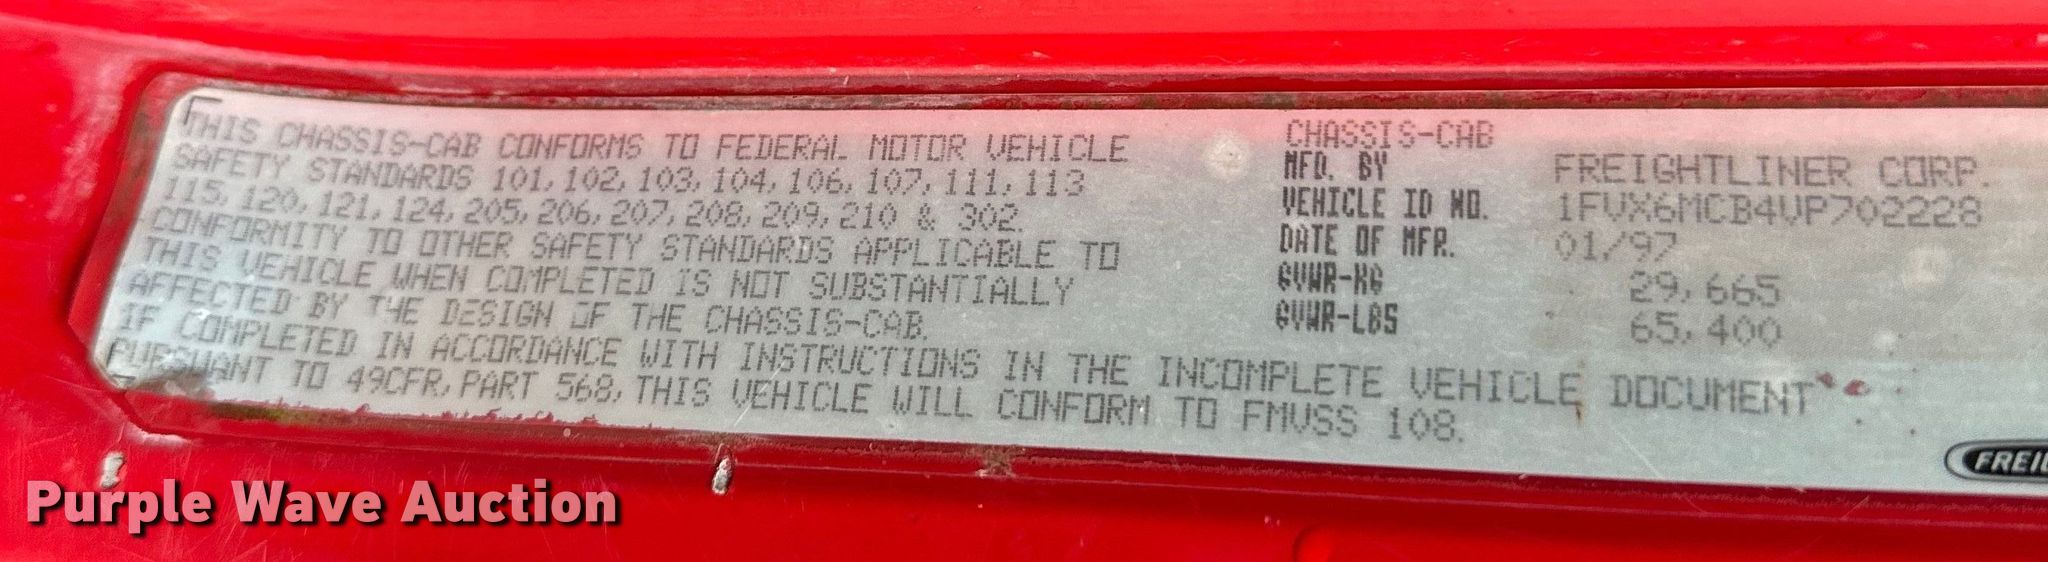 THIS CHASSIS-CAB CONFORMS TO FEDERAL MOTOR VEHICLE
SAFETY STANDARDS 101, 102, 103, 104, 106, 107, 111, 113
115, 120, 121, 124, 205, 206, 207, 208, 209, 210 & 302.
CONFORMITY TO OTHER SAFETY STANDARDS APPLICABLE TO
THIS VEHICLE WHEN COMPLETED IS NOT SUBSTANTIALLY
AFFECTED BY THE DESIGN OF THE CHASSIS-CAB.
IF COMPLETED IN ACCORDANCE WITH INSTRUCTIONS IN THE INCOMPLETE VEHICLE DOCUMENT
PURSUANT TO 49CFR, PART 568, THIS VEHICLE WILL CONFORM TO FMVSS 108.
CHASSIS-CAB
MFD. BY FREIGHTLINER CORP.
VEHICLE ID NO. 1FVX6MCB4VP702228
DATE OF MFR. 01/97
GVWR-KG 29,665
GVWR-LBS 65,400
FREIG
Purple Wave Auction